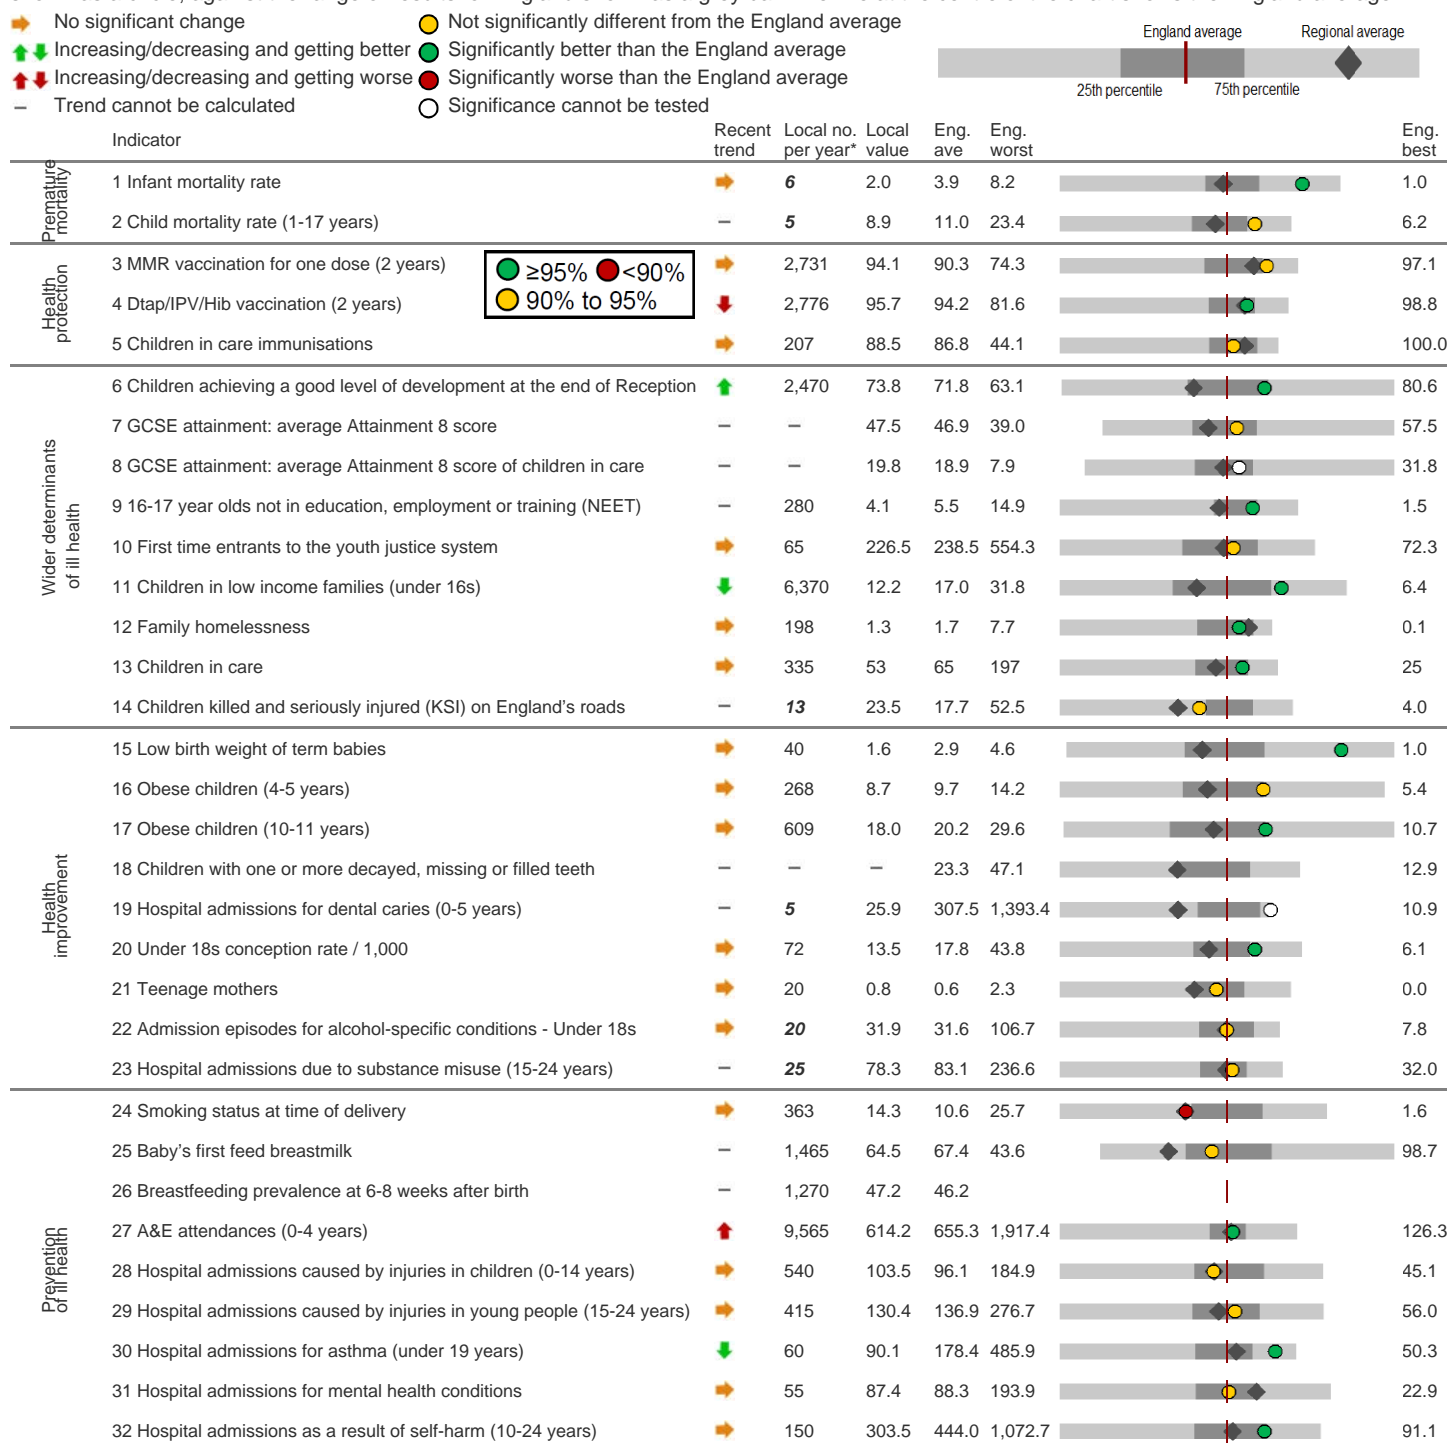 No significant change
Not significantly different from the England average
Increasing/decreasing and getting better
Significantly better than the England average
Increasing/decreasing and getting worse
Significantly worse than the England average
– Trend cannot be calculated
Significance cannot be tested
England average Regional average
25th percentile 75th percentile
Indicator Recent trend Local no. per year* Local value Eng. ave Eng. worst Eng. best
Premature mortality
1 Infant mortality rate 6 2.0 3.9 8.2 1.0
2 Child mortality rate (1-17 years) – 5 8.9 11.0 23.4 6.2
Health protection
≥95% <90%
90% to 95%
3 MMR vaccination for one dose (2 years) 2,731 94.1 90.3 74.3 97.1
4 Dtap/IPV/Hib vaccination (2 years) 2,776 95.7 94.2 81.6 98.8
5 Children in care immunisations 207 88.5 86.8 44.1 100.0
Wider determinants of ill health
6 Children achieving a good level of development at the end of Reception 2,470 73.8 71.8 63.1 80.6
7 GCSE attainment: average Attainment 8 score – – 47.5 46.9 39.0 57.5
8 GCSE attainment: average Attainment 8 score of children in care – – 19.8 18.9 7.9 31.8
9 16-17 year olds not in education, employment or training (NEET) – 280 4.1 5.5 14.9 1.5
10 First time entrants to the youth justice system 65 226.5 238.5 554.3 72.3
11 Children in low income families (under 16s) 6,370 12.2 17.0 31.8 6.4
12 Family homelessness 198 1.3 1.7 7.7 0.1
13 Children in care 335 53 65 197 25
14 Children killed and seriously injured (KSI) on England's roads – 13 23.5 17.7 52.5 4.0
Health improvement
15 Low birth weight of term babies 40 1.6 2.9 4.6 1.0
16 Obese children (4-5 years) 268 8.7 9.7 14.2 5.4
17 Obese children (10-11 years) 609 18.0 20.2 29.6 10.7
18 Children with one or more decayed, missing or filled teeth – – – 23.3 47.1 12.9
19 Hospital admissions for dental caries (0-5 years) – 5 25.9 307.5 1,393.4 10.9
20 Under 18s conception rate / 1,000 72 13.5 17.8 43.8 6.1
21 Teenage mothers 20 0.8 0.6 2.3 0.0
22 Admission episodes for alcohol-specific conditions - Under 18s 20 31.9 31.6 106.7 7.8
23 Hospital admissions due to substance misuse (15-24 years) – 25 78.3 83.1 236.6 32.0
Prevention of ill health
24 Smoking status at time of delivery 363 14.3 10.6 25.7 1.6
25 Baby's first feed breastmilk – 1,465 64.5 67.4 43.6 98.7
26 Breastfeeding prevalence at 6-8 weeks after birth – 1,270 47.2 46.2
27 A&E attendances (0-4 years) 9,565 614.2 655.3 1,917.4 126.3
28 Hospital admissions caused by injuries in children (0-14 years) 540 103.5 96.1 184.9 45.1
29 Hospital admissions caused by injuries in young people (15-24 years) 415 130.4 136.9 276.7 56.0
30 Hospital admissions for asthma (under 19 years) 60 90.1 178.4 485.9 50.3
31 Hospital admissions for mental health conditions 55 87.4 88.3 193.9 22.9
32 Hospital admissions as a result of self-harm (10-24 years) 150 303.5 444.0 1,072.7 91.1